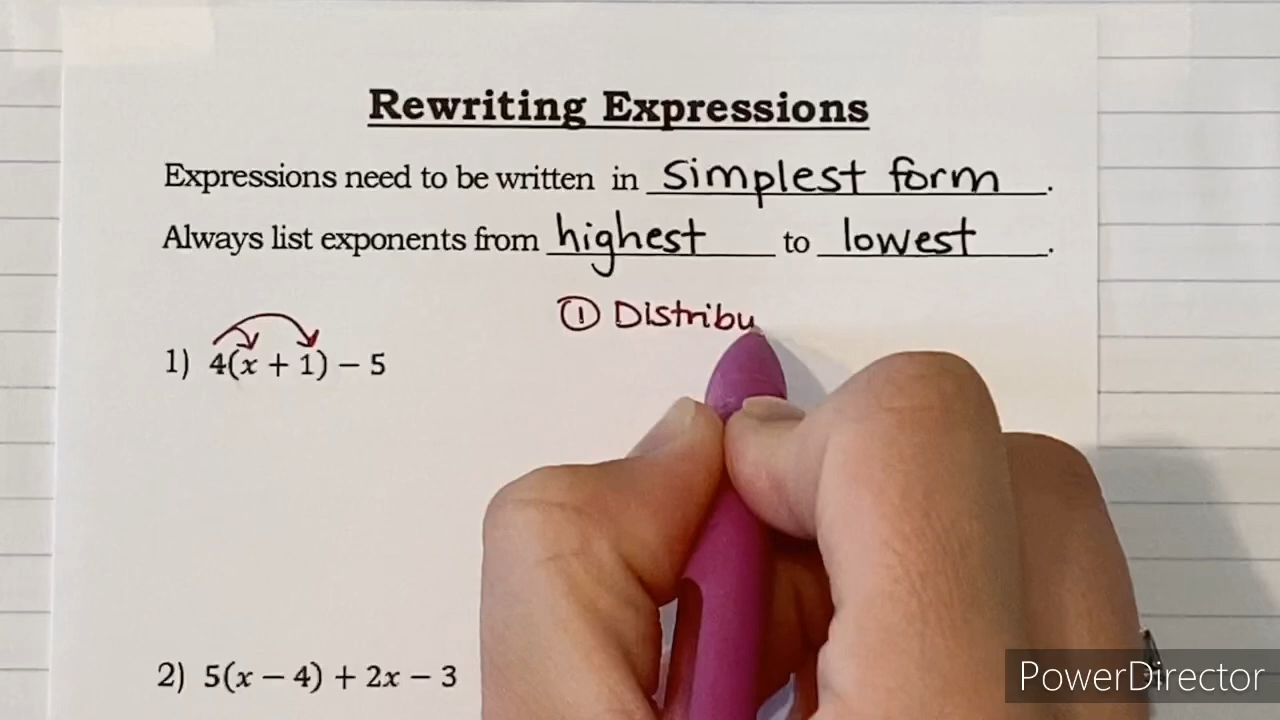 Rewriting Expressions
Expressions need to be written in simplest form.
Always list exponents from highest to lowest.
① Distribu
1) 4(x + 1) – 5
2) 5(x – 4) + 2x – 3
PowerDirector